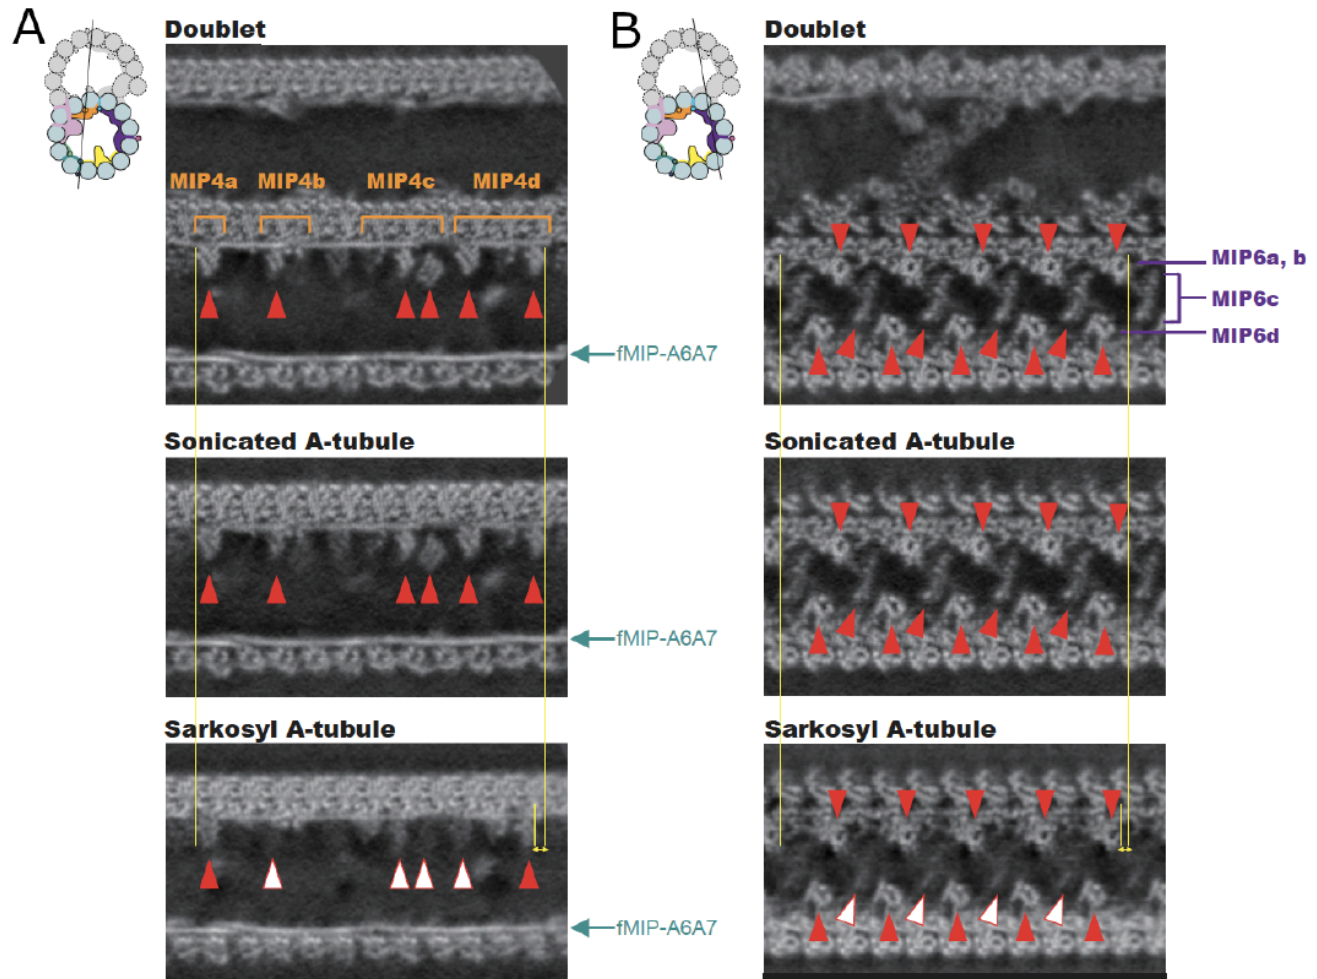 A
Doublet
MIP4a MIP4b MIP4c MIP4d
fMIP-A6A7
Sonicated A-tubule
fMIP-A6A7
Sarkosyl A-tubule
fMIP-A6A7
B
Doublet
MIP6a, b
MIP6c
MIP6d
Sonicated A-tubule
Sarkosyl A-tubule